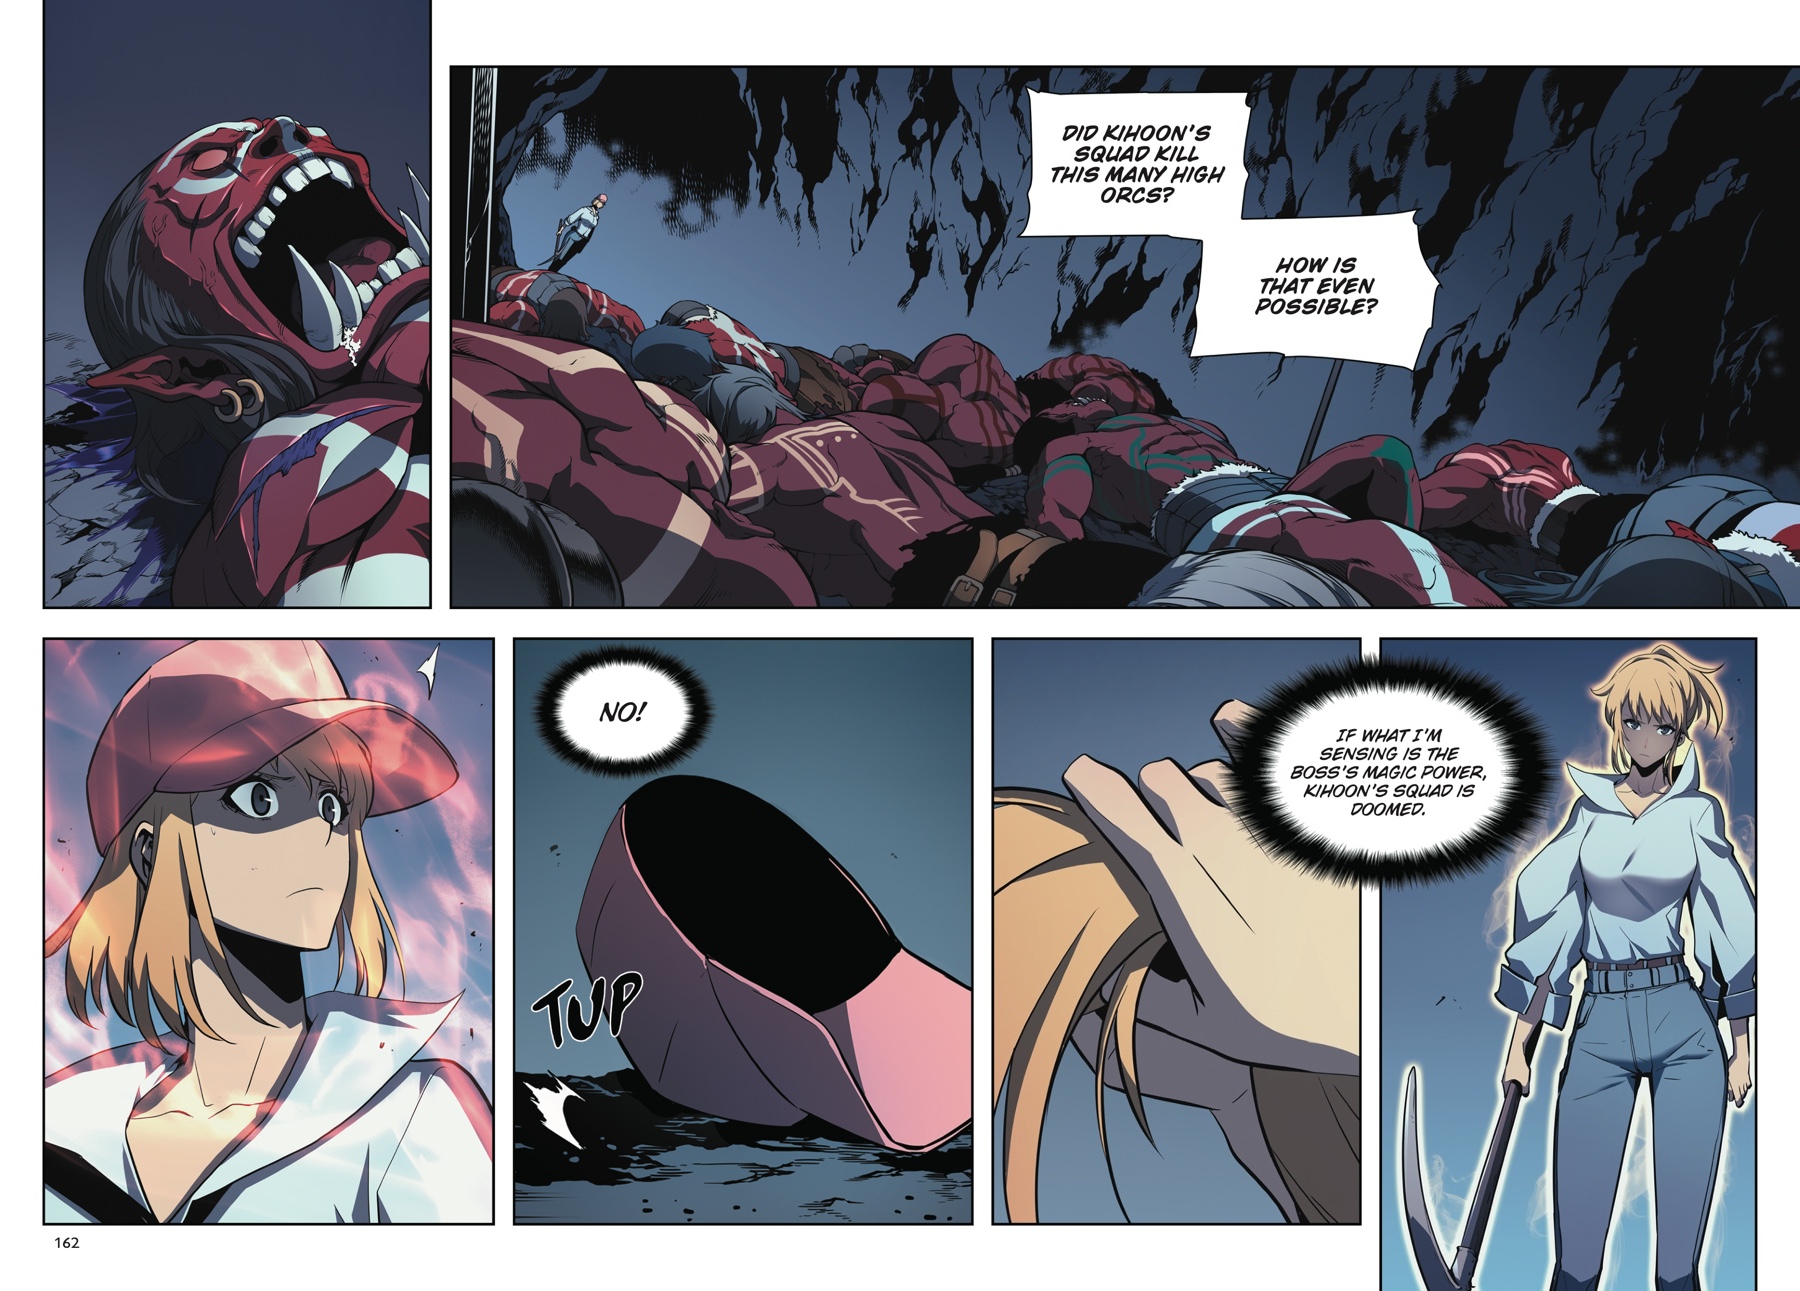 DID KIHOON'S
SQUAD KILL
THIS MANY HIGH
ORCS?
HOW IS
THAT EVEN
POSSIBLE?
NO!
TUP
IF WHAT I'M
SENSING IS THE
BOSS'S MAGIC POWER,
KIHOON'S SQUAD IS
DOOMED.
162